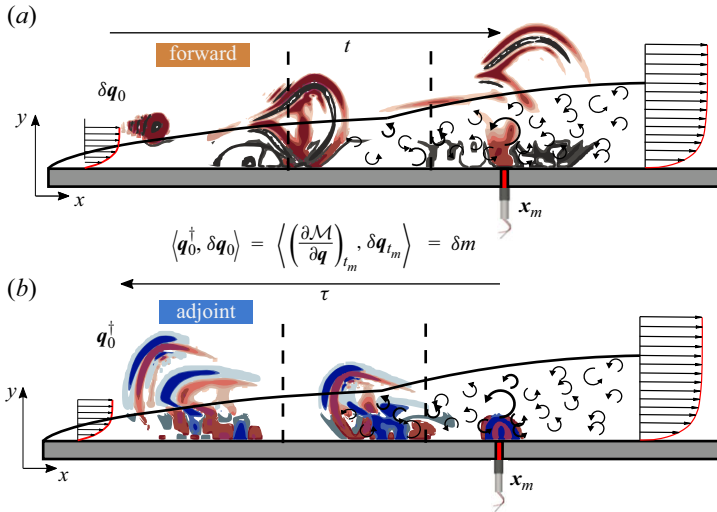 (a)
t
forward
δq₀
y
x
xₘ
⟨q₀†, δq₀⟩ = ⟨(∂ℳ/∂q)ₜₘ, δqₜₘ⟩ = δm
(b)
τ
adjoint
q₀†
y
x
xₘ